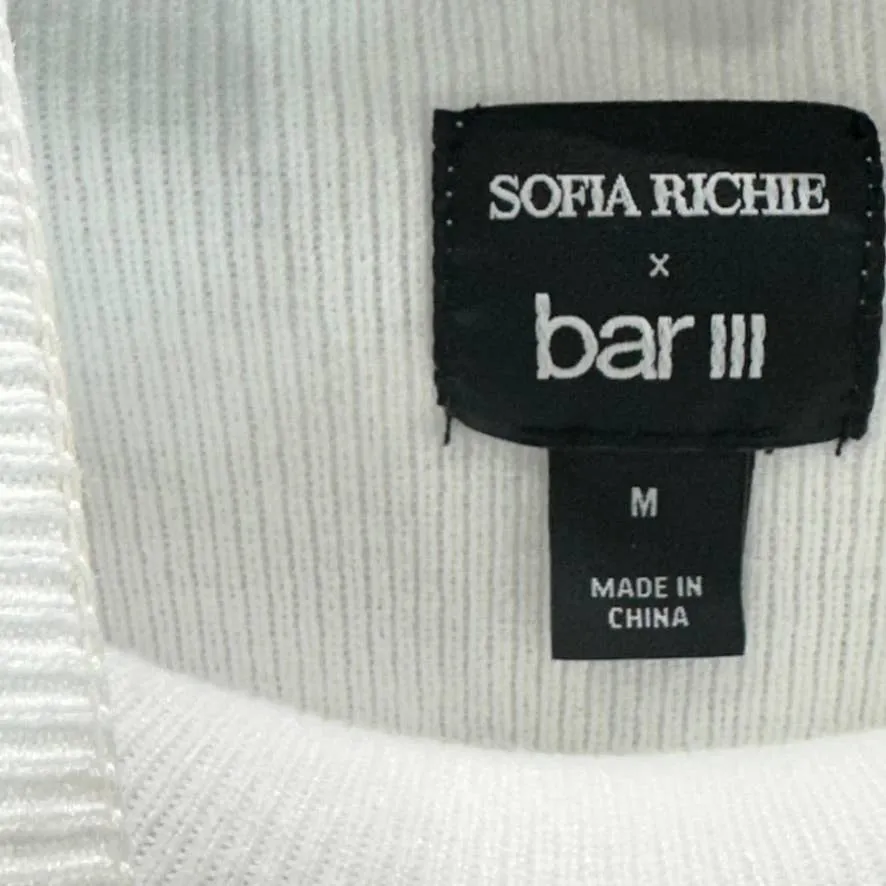 SOFIA RICHIE
x
bar III
M
MADE IN
CHINA